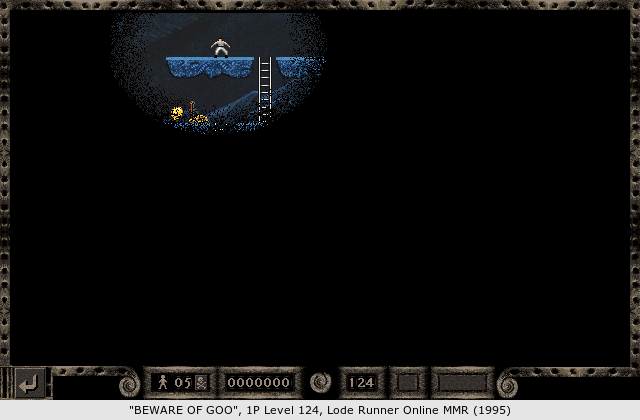 05 0000000 124
"BEWARE OF GOO", 1P Level 124, Lode Runner Online MMR (1995)